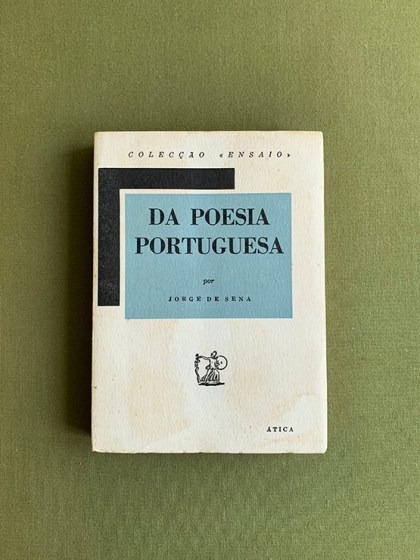 COLECÇÃO «ENSAIO»
DA POESIA
PORTUGUESA
por
JORGE DE SENA
ÁTICA